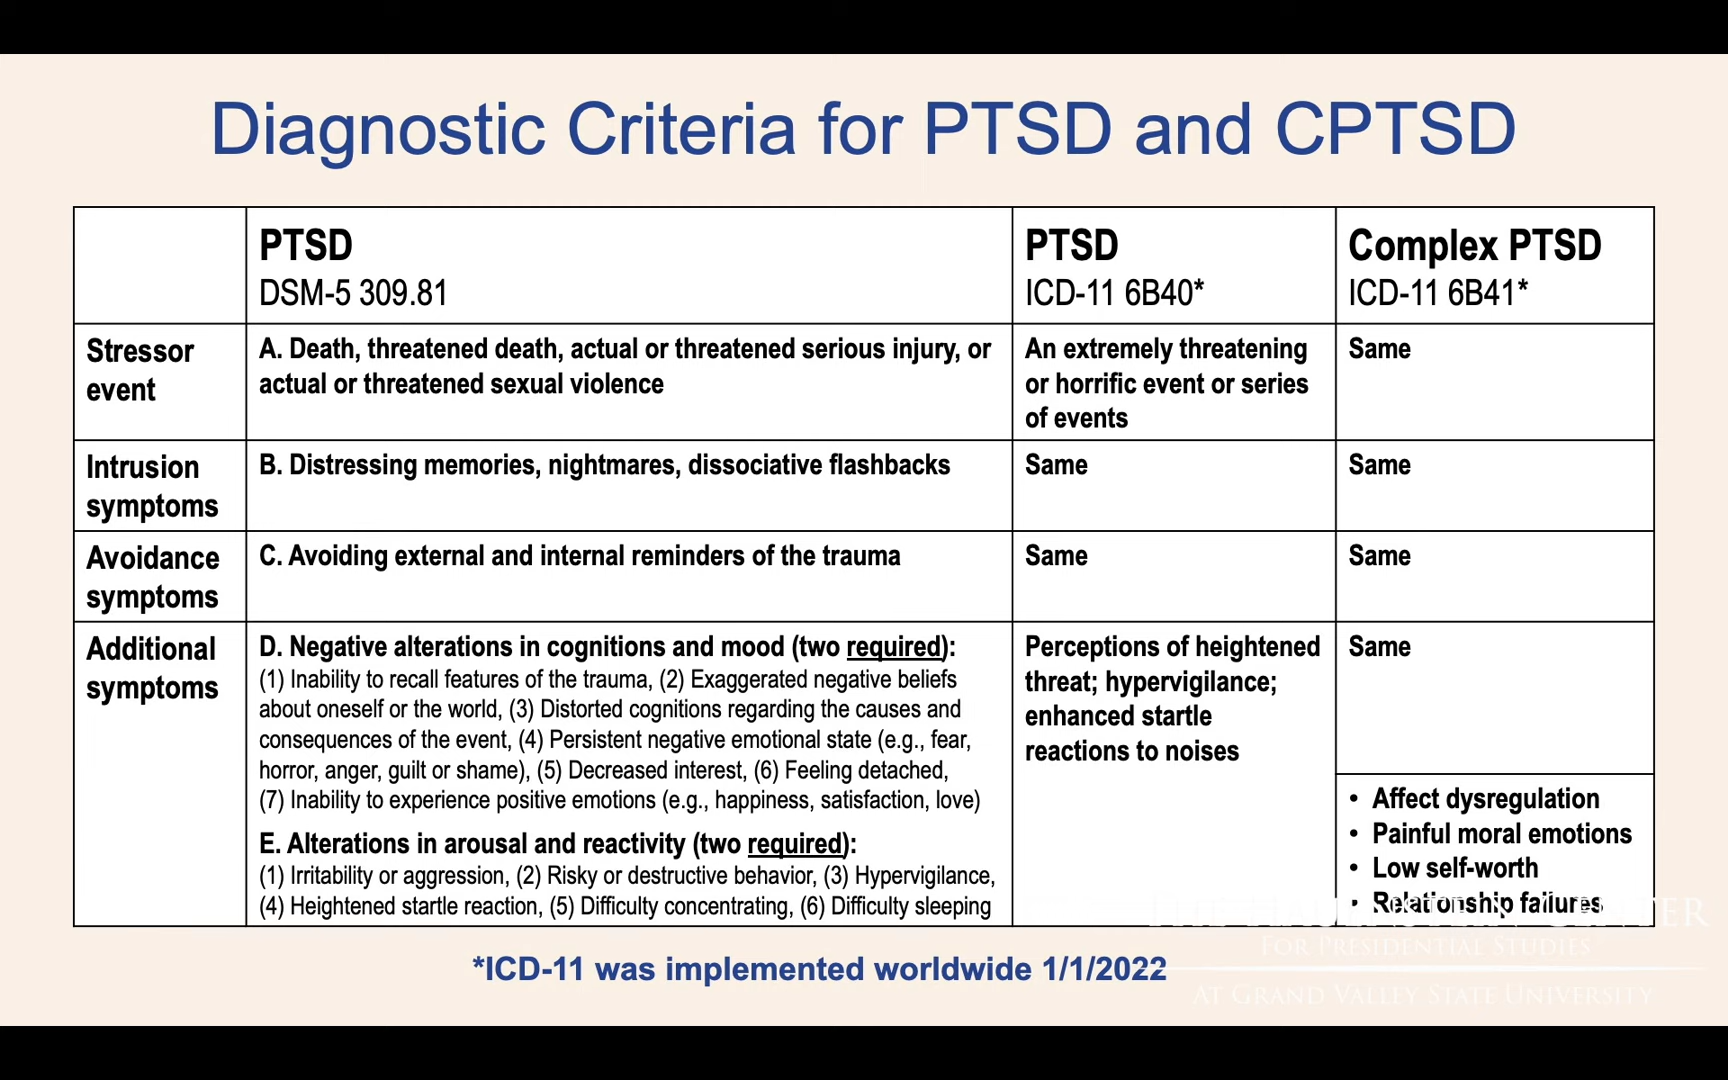 Diagnostic Criteria for PTSD and CPTSD
PTSD
DSM-5 309.81
PTSD
ICD-11 6B40*
Complex PTSD
ICD-11 6B41*
Stressor
event
A. Death, threatened death, actual or threatened serious injury, or
actual or threatened sexual violence
An extremely threatening
or horrific event or series
of events
Same
Intrusion
symptoms
B. Distressing memories, nightmares, dissociative flashbacks
Same
Same
Avoidance
symptoms
C. Avoiding external and internal reminders of the trauma
Same
Same
Additional
symptoms
D. Negative alterations in cognitions and mood (two required):
(1) Inability to recall features of the trauma, (2) Exaggerated negative beliefs
about oneself or the world, (3) Distorted cognitions regarding the causes and
consequences of the event, (4) Persistent negative emotional state (e.g., fear,
horror, anger, guilt or shame), (5) Decreased interest, (6) Feeling detached,
(7) Inability to experience positive emotions (e.g., happiness, satisfaction, love)
E. Alterations in arousal and reactivity (two required):
(1) Irritability or aggression, (2) Risky or destructive behavior, (3) Hypervigilance,
(4) Heightened startle reaction, (5) Difficulty concentrating, (6) Difficulty sleeping
Perceptions of heightened
threat; hypervigilance;
enhanced startle
reactions to noises
Same
• Affect dysregulation
• Painful moral emotions
• Low self-worth
• Relationship failures
*ICD-11 was implemented worldwide 1/1/2022
THE HAUENSTEIN CENTER
FOR PRESIDENTIAL STUDIES
AT GRAND VALLEY STATE UNIVERSITY